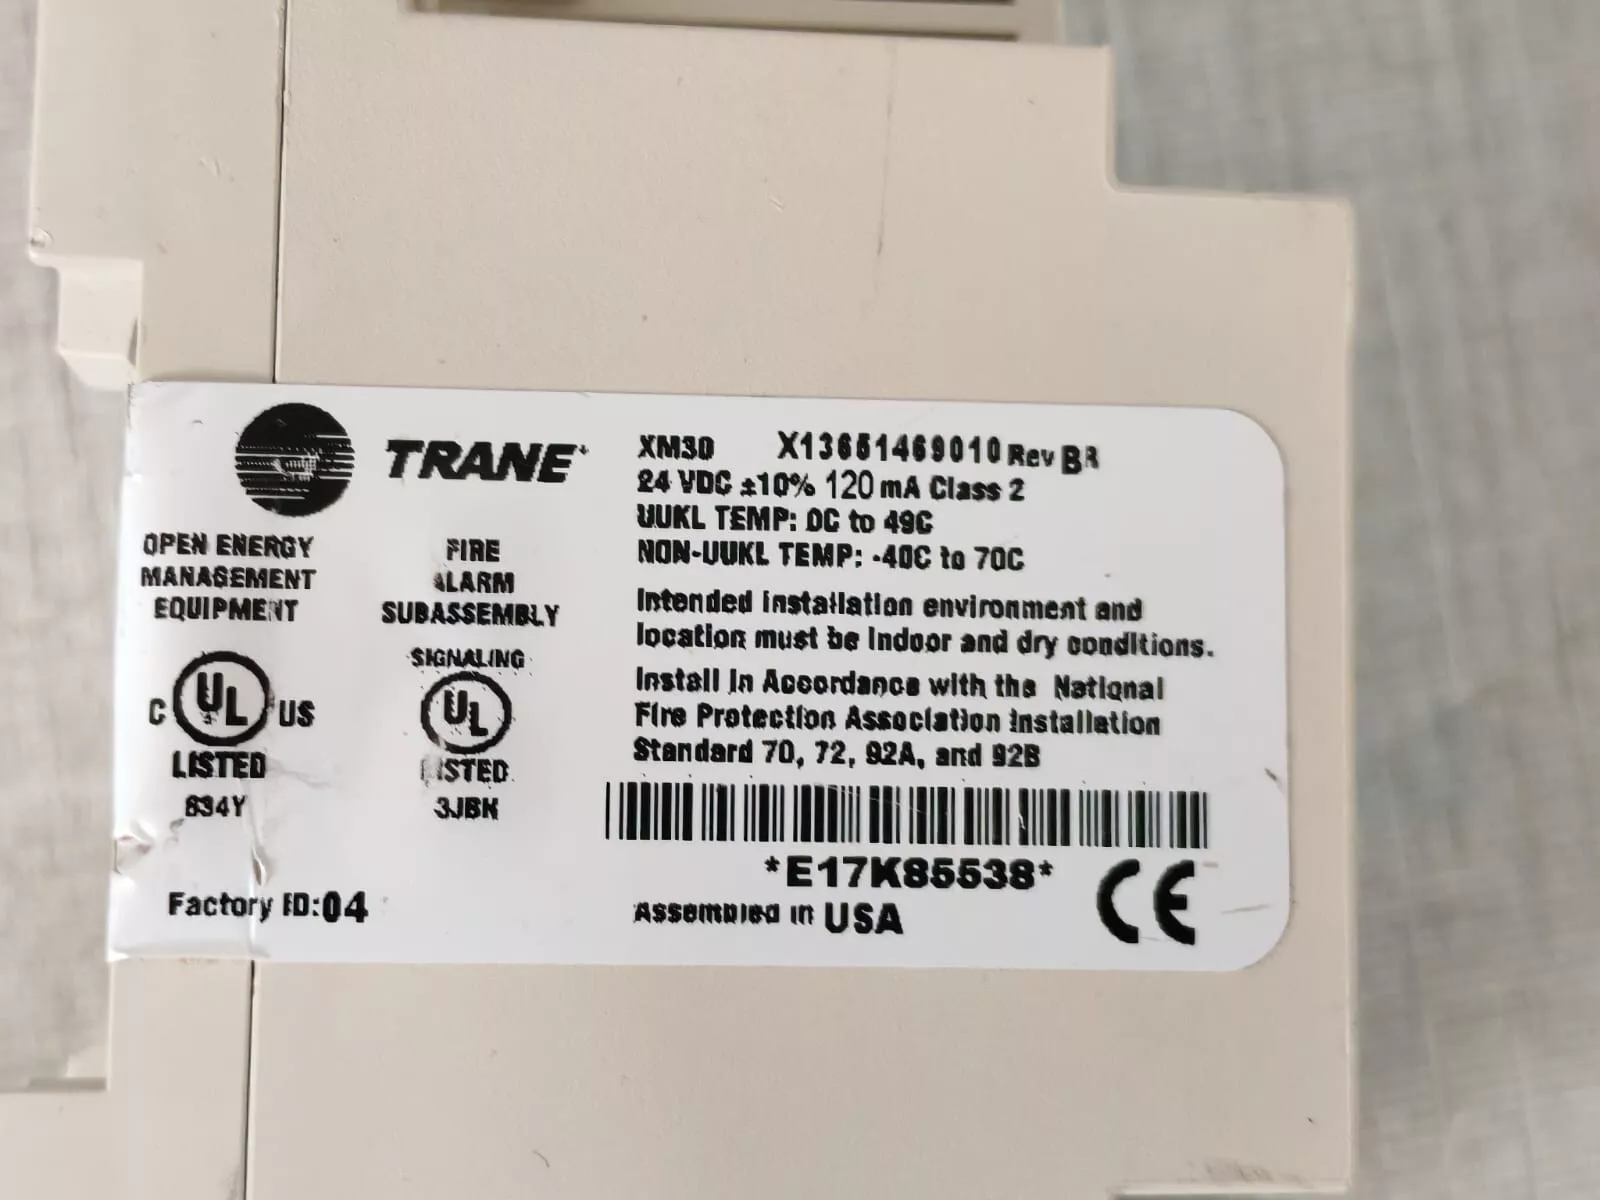 TRANE
XM30 X13651469010 Rev BR
24 VDC ±10% 120 mA Class 2
UUKL TEMP: 0C to 49C
NON-UUKL TEMP: -40C to 70C
OPEN ENERGY
MANAGEMENT
EQUIPMENT
FIRE
ALARM
SUBASSEMBLY
SIGNALING
Intended installation environment and
location must be Indoor and dry conditions.
Install In Accordance with the National
Fire Protection Association Installation
Standard 70, 72, 92A, and 92B
C UL US
LISTED
834Y
UL
LISTED
3JBN
*E17K85538*
Factory ID:04
Assembled in USA
CE